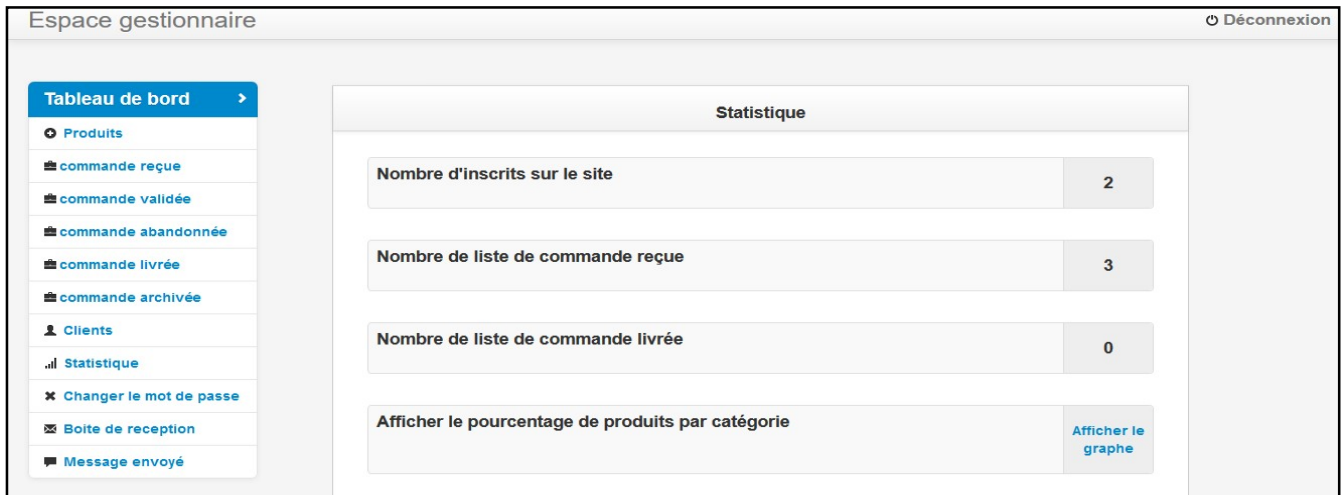 Espace gestionnaire
Déconnexion
Tableau de bord
Produits
commande reçue
commande validée
commande abandonnée
commande livrée
commande archivée
Clients
Statistique
Changer le mot de passe
Boite de reception
Message envoyé
Statistique
Nombre d'inscrits sur le site
2
Nombre de liste de commande reçue
3
Nombre de liste de commande livrée
0
Afficher le pourcentage de produits par catégorie
Afficher le
graphe